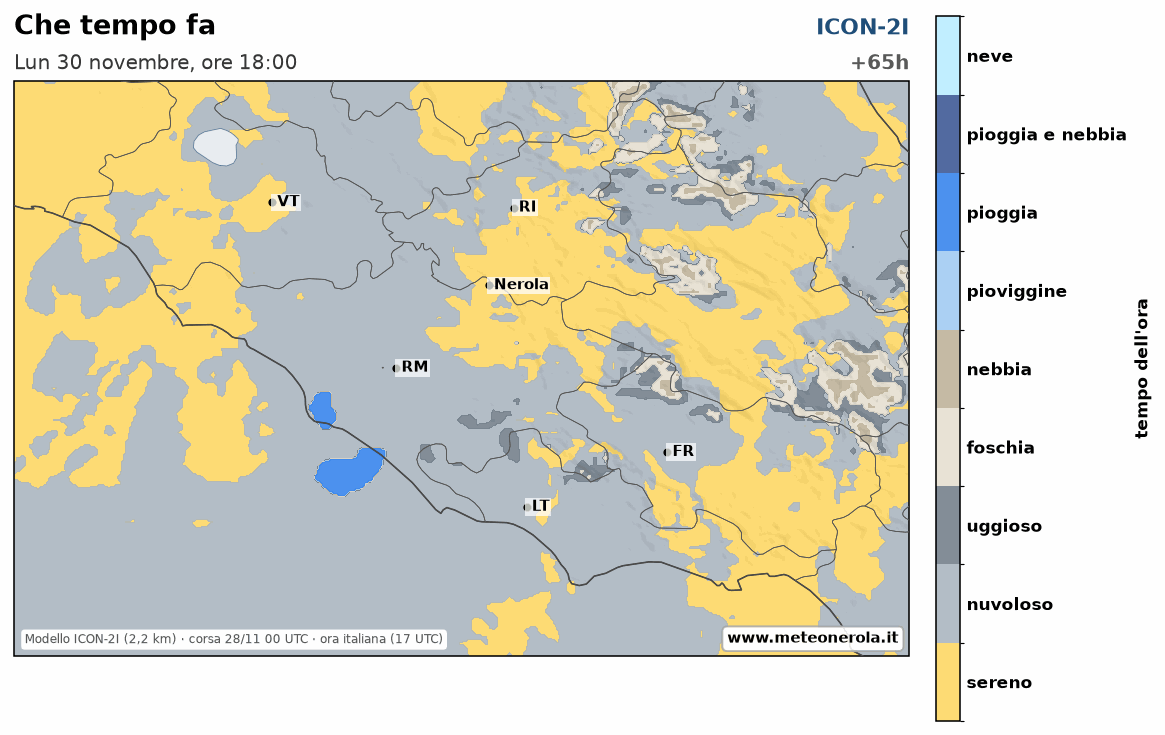 Che tempo fa
ICON-2I
Lun 30 novembre, ore 18:00
+65h
neve
pioggia e nebbia
pioggia
pioviggine
nebbia
foschia
uggioso
nuvoloso
sereno
tempo dell'ora
VT
RI
Nerola
RM
FR
LT
Modello ICON-2I (2,2 km) · corsa 28/11 00 UTC · ora italiana (17 UTC)
www.meteonerola.it